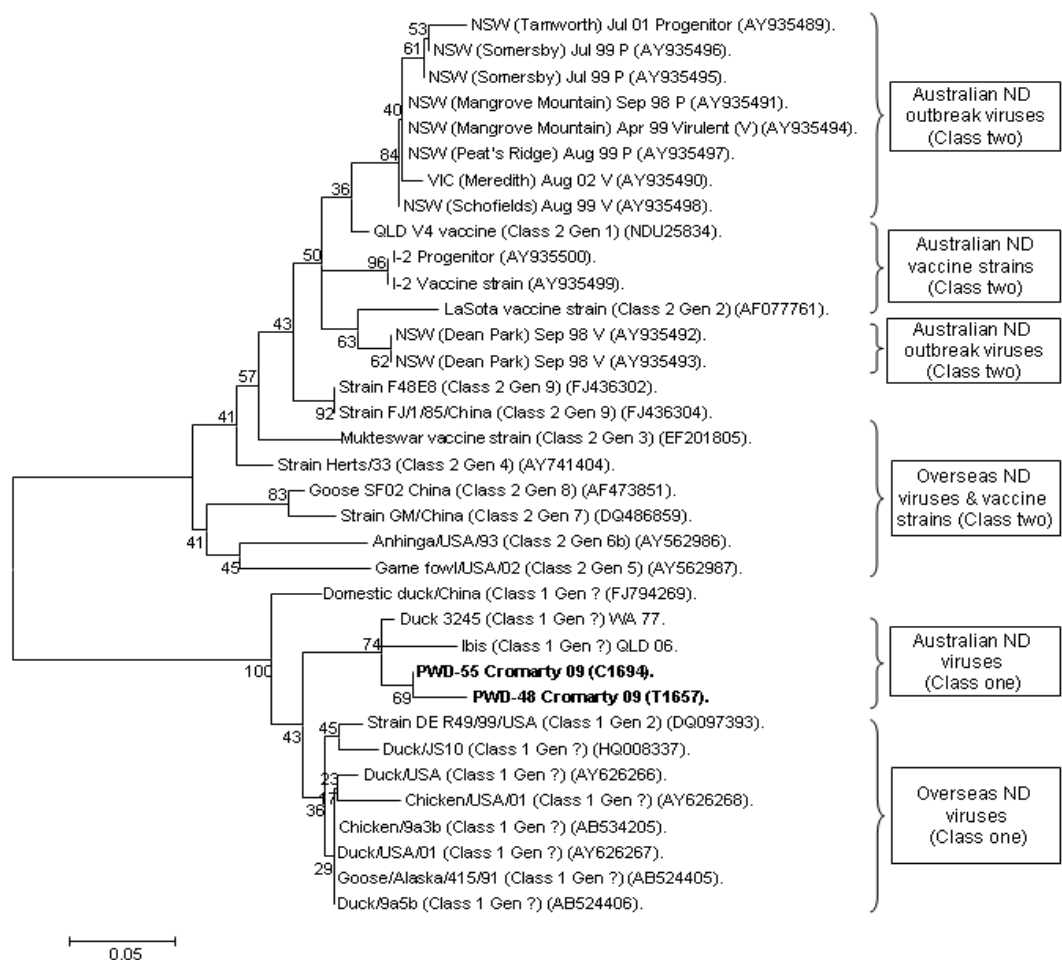 NSW (Tamworth) Jul 01 Progenitor (AY935489).
53
NSW (Somersby) Jul 99 P (AY935496).
61
NSW (Somersby) Jul 99 P (AY935495).
NSW (Mangrove Mountain) Sep 98 P (AY935491).
40
NSW (Mangrove Mountain) Apr 99 Virulent (V) (AY935494).
NSW (Peat's Ridge) Aug 99 P (AY935497).
84
VIC (Meredith) Aug 02 V (AY935490).
NSW (Schofields) Aug 99 V (AY935498).
Australian ND
outbreak viruses
(Class two)
36
QLD V4 vaccine (Class 2 Gen 1) (NDU25834).
50
I-2 Progenitor (AY935500).
96
I-2 Vaccine strain (AY935499).
LaSota vaccine strain (Class 2 Gen 2) (AF077761).
Australian ND
vaccine strains
(Class two)
43
63
NSW (Dean Park) Sep 98 V (AY935492).
62
NSW (Dean Park) Sep 98 V (AY935493).
Australian ND
outbreak viruses
(Class two)
57
Strain F48E8 (Class 2 Gen 9) (FJ436302).
92
Strain FJ/1/85/China (Class 2 Gen 9) (FJ436304).
41
Mukteswar vaccine strain (Class 2 Gen 3) (EF201805).
Strain Herts/33 (Class 2 Gen 4) (AY741404).
83
Goose SF02 China (Class 2 Gen 8) (AF473851).
Strain GM/China (Class 2 Gen 7) (DQ486859).
41
Anhinga/USA/93 (Class 2 Gen 6b) (AY562986).
45
Game fowl/USA/02 (Class 2 Gen 5) (AY562987).
Overseas ND
viruses & vaccine
strains (Class two)
Domestic duck/China (Class 1 Gen ? (FJ794269).
Duck 3245 (Class 1 Gen ?) WA 77.
74
Ibis (Class 1 Gen ?) QLD 06.
100
PWD-55 Cromarty 09 (C1694).
69
PWD-48 Cromarty 09 (T1657).
Australian ND
viruses
(Class one)
43
45
Strain DE R49/99/USA (Class 1 Gen 2) (DQ097393).
Duck/JS10 (Class 1 Gen ?) (HQ008337).
23
Duck/USA (Class 1 Gen ?) (AY626266).
36
Chicken/USA/01 (Class 1 Gen ?) (AY626268).
Chicken/9a3b (Class 1 Gen ?) (AB534205).
Duck/USA/01 (Class 1 Gen ?) (AY626267).
29
Goose/Alaska/415/91 (Class 1 Gen ?) (AB524405).
Duck/9a5b (Class 1 Gen ?) (AB524406).
Overseas ND
viruses
(Class one)
0.05